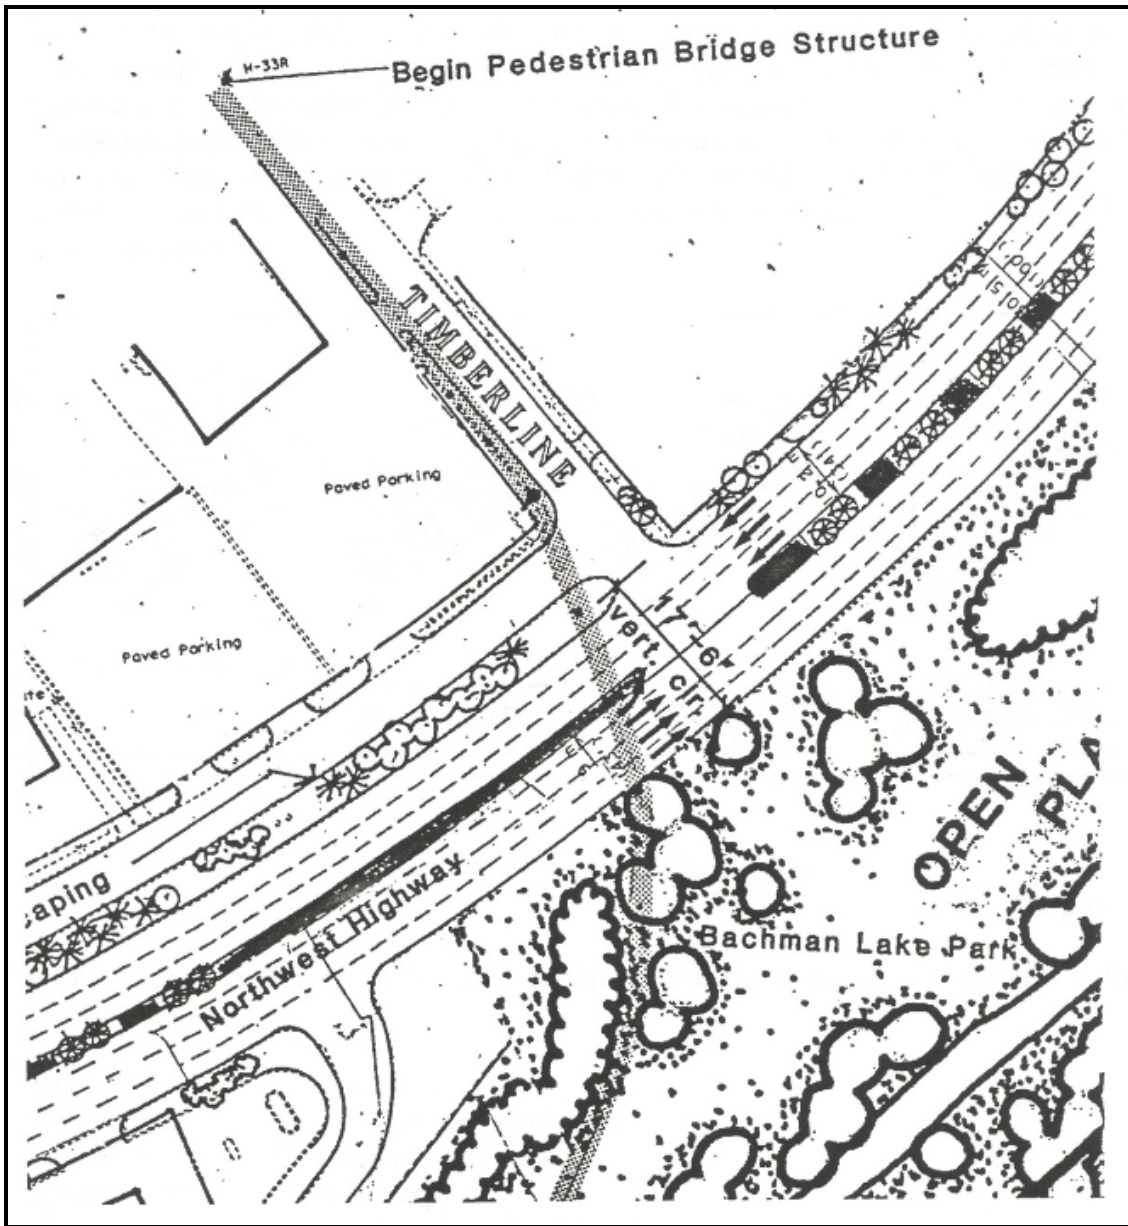 H-33R
Begin Pedestrian Bridge Structure
TIMBERLINE
Paved Parking
Paved Parking
17'-6"
vert. clr.
OPEN
PLA
Bachman Lake Park
Northwest Highway
caping